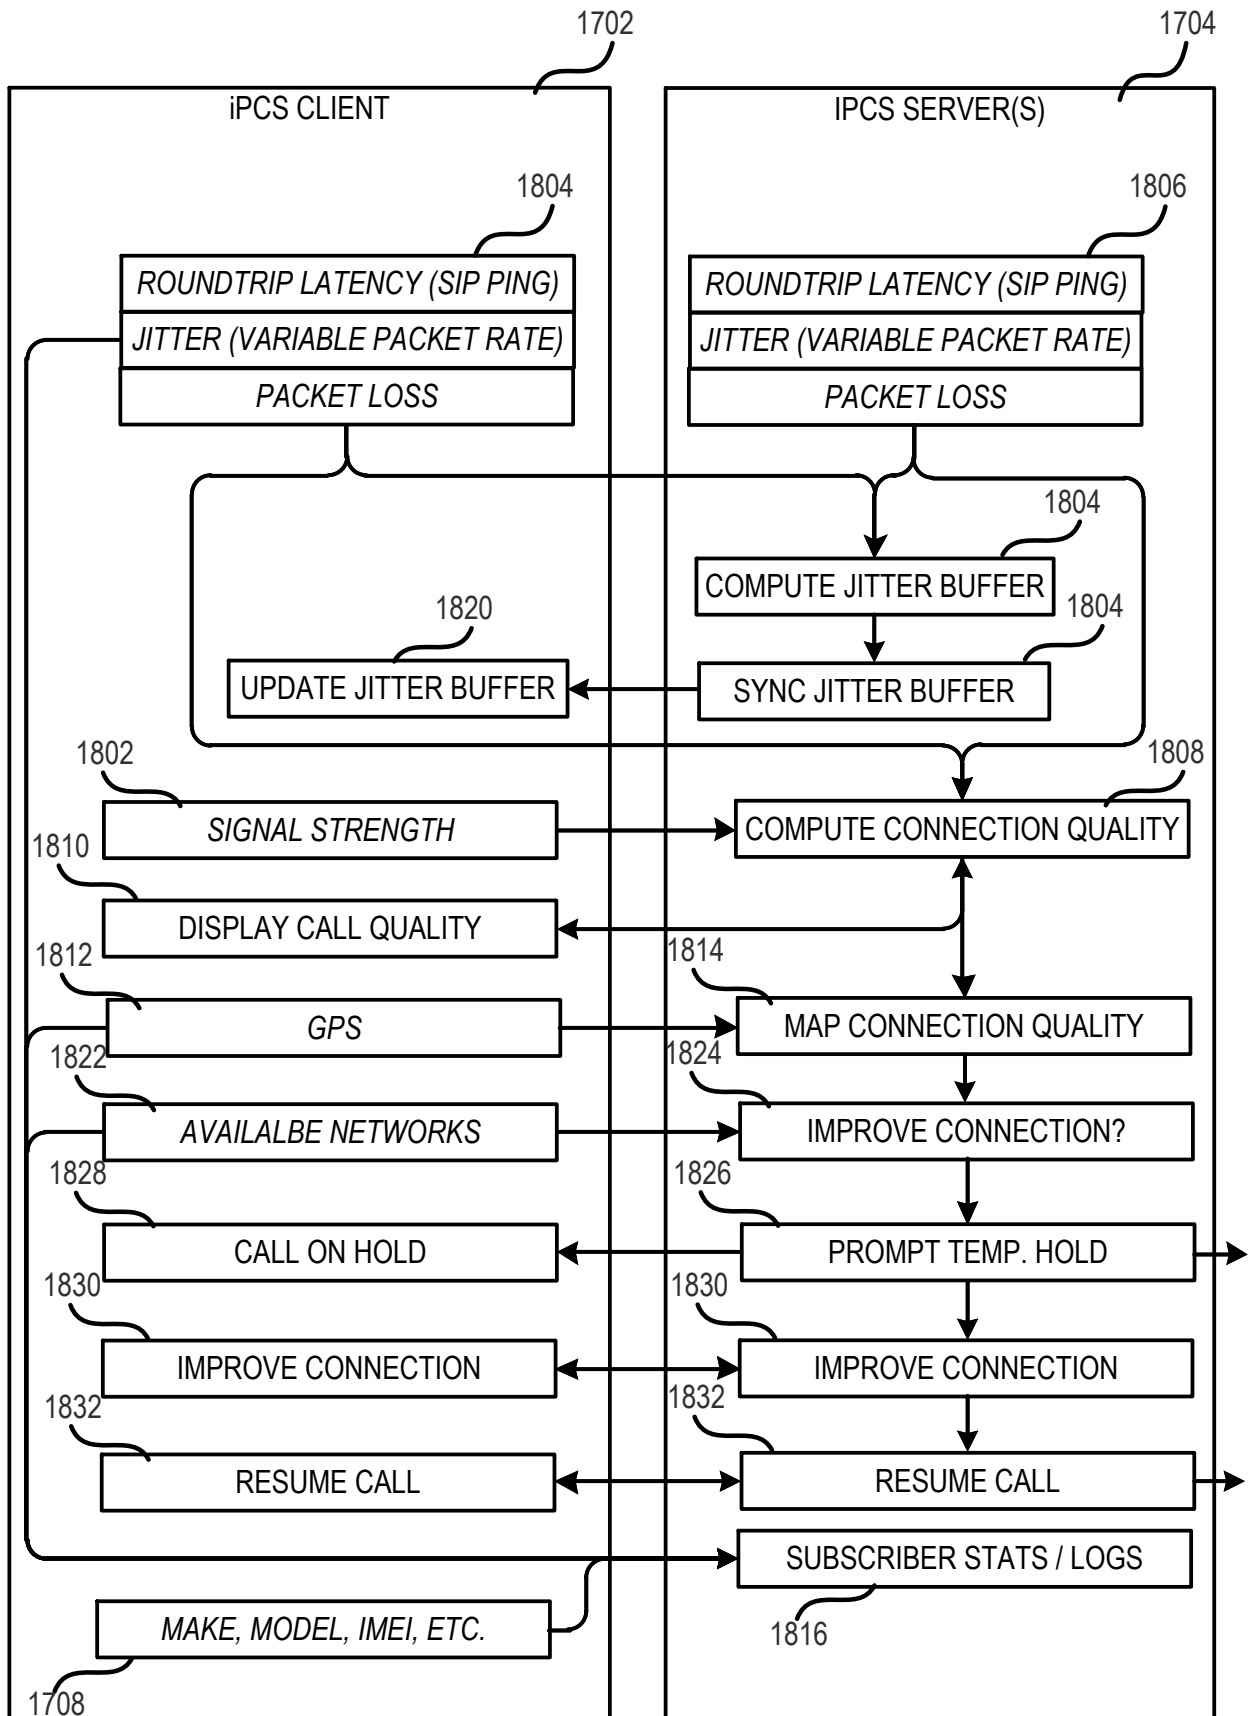 1702
1704
iPCS CLIENT
IPCS SERVER(S)
1804
1806
ROUNDTRIP LATENCY (SIP PING)
JITTER (VARIABLE PACKET RATE)
PACKET LOSS
ROUNDTRIP LATENCY (SIP PING)
JITTER (VARIABLE PACKET RATE)
PACKET LOSS
1804
COMPUTE JITTER BUFFER
1820
1804
UPDATE JITTER BUFFER
SYNC JITTER BUFFER
1802
1808
SIGNAL STRENGTH
COMPUTE CONNECTION QUALITY
1810
DISPLAY CALL QUALITY
1812
1814
GPS
MAP CONNECTION QUALITY
1822
1824
AVAILALBE NETWORKS
IMPROVE CONNECTION?
1828
1826
CALL ON HOLD
PROMPT TEMP. HOLD
1830
1830
IMPROVE CONNECTION
IMPROVE CONNECTION
1832
1832
RESUME CALL
RESUME CALL
SUBSCRIBER STATS / LOGS
MAKE, MODEL, IMEI, ETC.
1816
1708